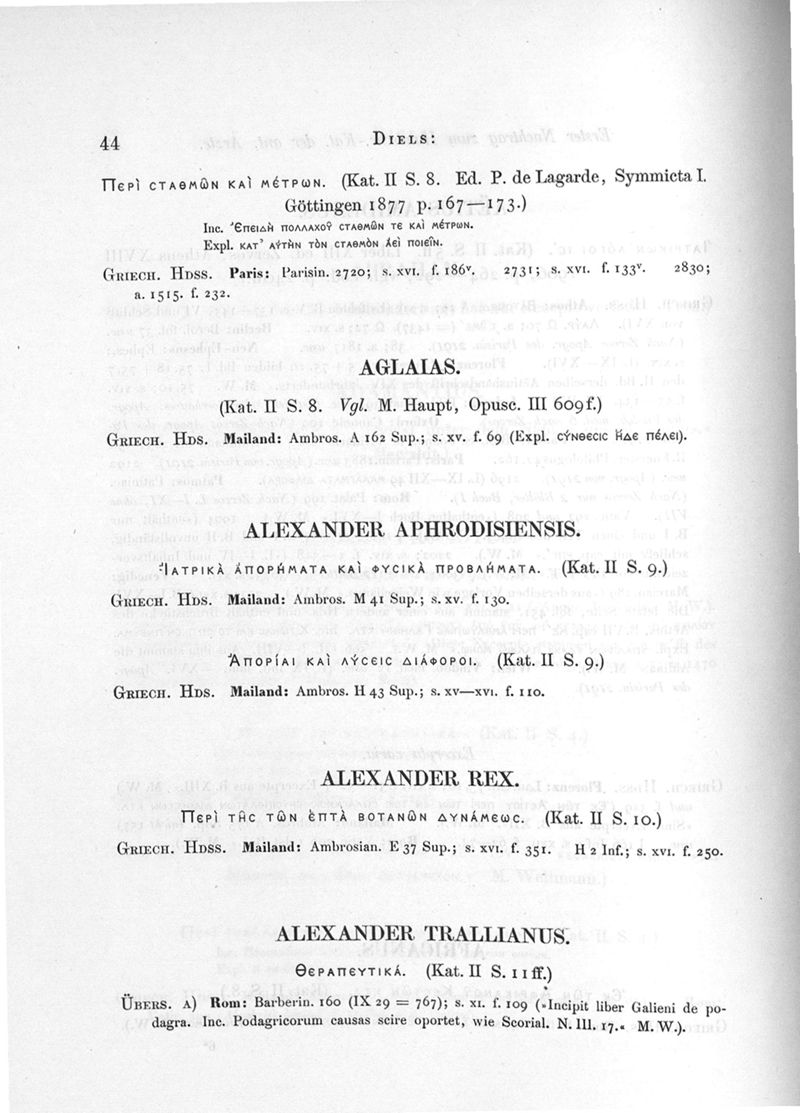 44
DIELS:
Περὶ σταθμῶν καὶ μέτρων. (Kat. II S. 8. Ed. P. de Lagarde, Symmicta I.
Göttingen 1877 p. 167—173.)
Inc. Ἐπειδὴ πολλαχοῦ σταθμῶν τε καὶ μέτρων.
Expl. κατ' αὐτὴν τὸν σταθμὸν ἀεὶ ποιεῖν.
GRIECH. HDSS. Paris: Parisin. 2720; s. XVI. f. 186v. 2731; s. XVI. f. 133v. 2830;
a. 1515. f. 232.
AGLAIAS.
(Kat. II S. 8. Vgl. M. Haupt, Opusc. III 609 f.)
GRIECH. HDS. Mailand: Ambros. A 162 Sup.; s. XV. f. 69 (Expl. σύνθεσις ἥδε πέλει).
ALEXANDER APHRODISIENSIS.
Ἰατρικὰ ἀπορήματα καὶ φυσικὰ προβλήματα. (Kat. II S. 9.)
GRIECH. HDS. Mailand: Ambros. M 41 Sup.; s. XV. f. 130.
Ἀπορίαι καὶ λύσεις διάφοροι. (Kat. II S. 9.)
GRIECH. HDS. Mailand: Ambros. H 43 Sup.; s. XV—XVI. f. 110.
ALEXANDER REX.
Περὶ τῆς τῶν ἑπτὰ βοτανῶν δυνάμεως. (Kat. II S. 10.)
GRIECH. HDSS. Mailand: Ambrosian. E 37 Sup.; s. XVI. f. 351. H 2 Inf.; s. XVI. f. 250.
ALEXANDER TRALLIANUS.
Θεραπευτικά. (Kat. II S. 11 ff.)
ÜBERS. A) Rom: Barberin. 160 (IX 29 = 767); s. XI. f. 109 (»Incipit liber Galieni de po-
dagra. Inc. Podagricorum causas scire oportet, wie Scorial. N. III. 17.« M. W.).